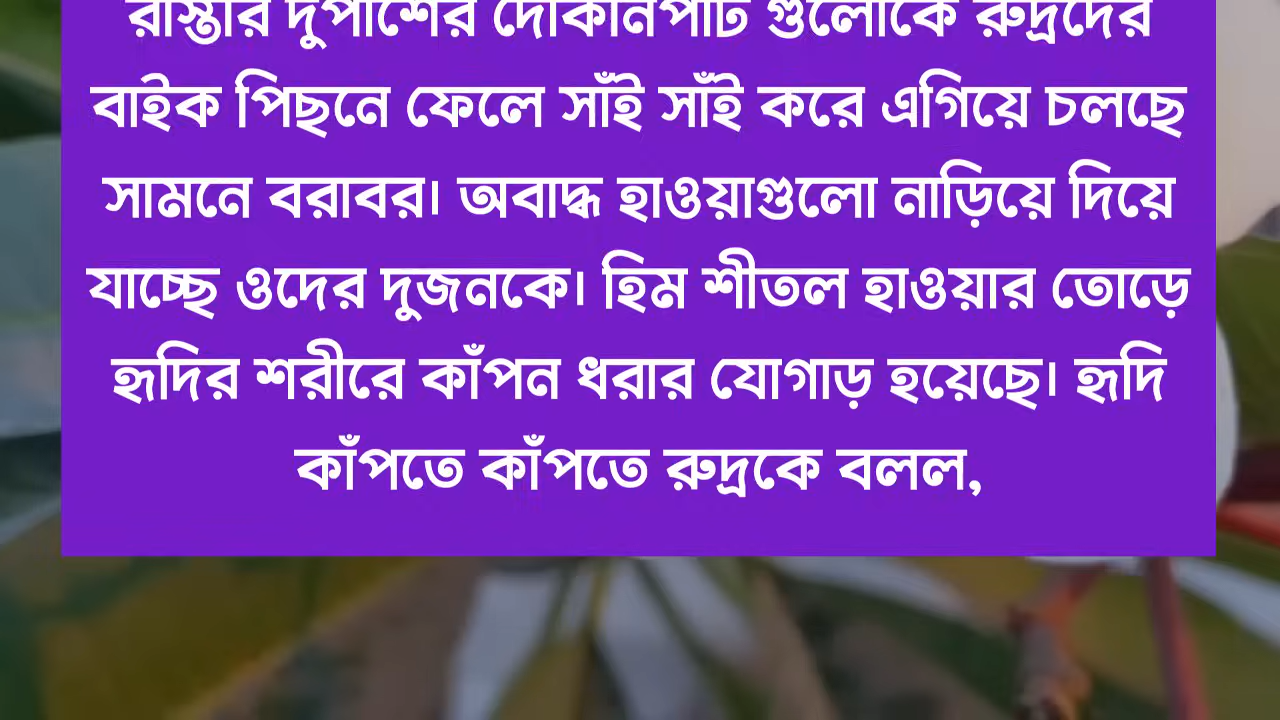 রাস্তার দুপাশের দোকানপাট গুলোকে রুদ্রদের
বাইক পিছনে ফেলে সাঁই সাঁই করে এগিয়ে চলছে
সামনে বরাবর। অবাদ্ধ হাওয়াগুলো নাড়িয়ে দিয়ে
যাচ্ছে ওদের দুজনকে। হিম শীতল হাওয়ার তোড়ে
হৃদির শরীরে কাঁপন ধরার যোগাড় হয়েছে। হৃদি
কাঁপতে কাঁপতে রুদ্রকে বলল,